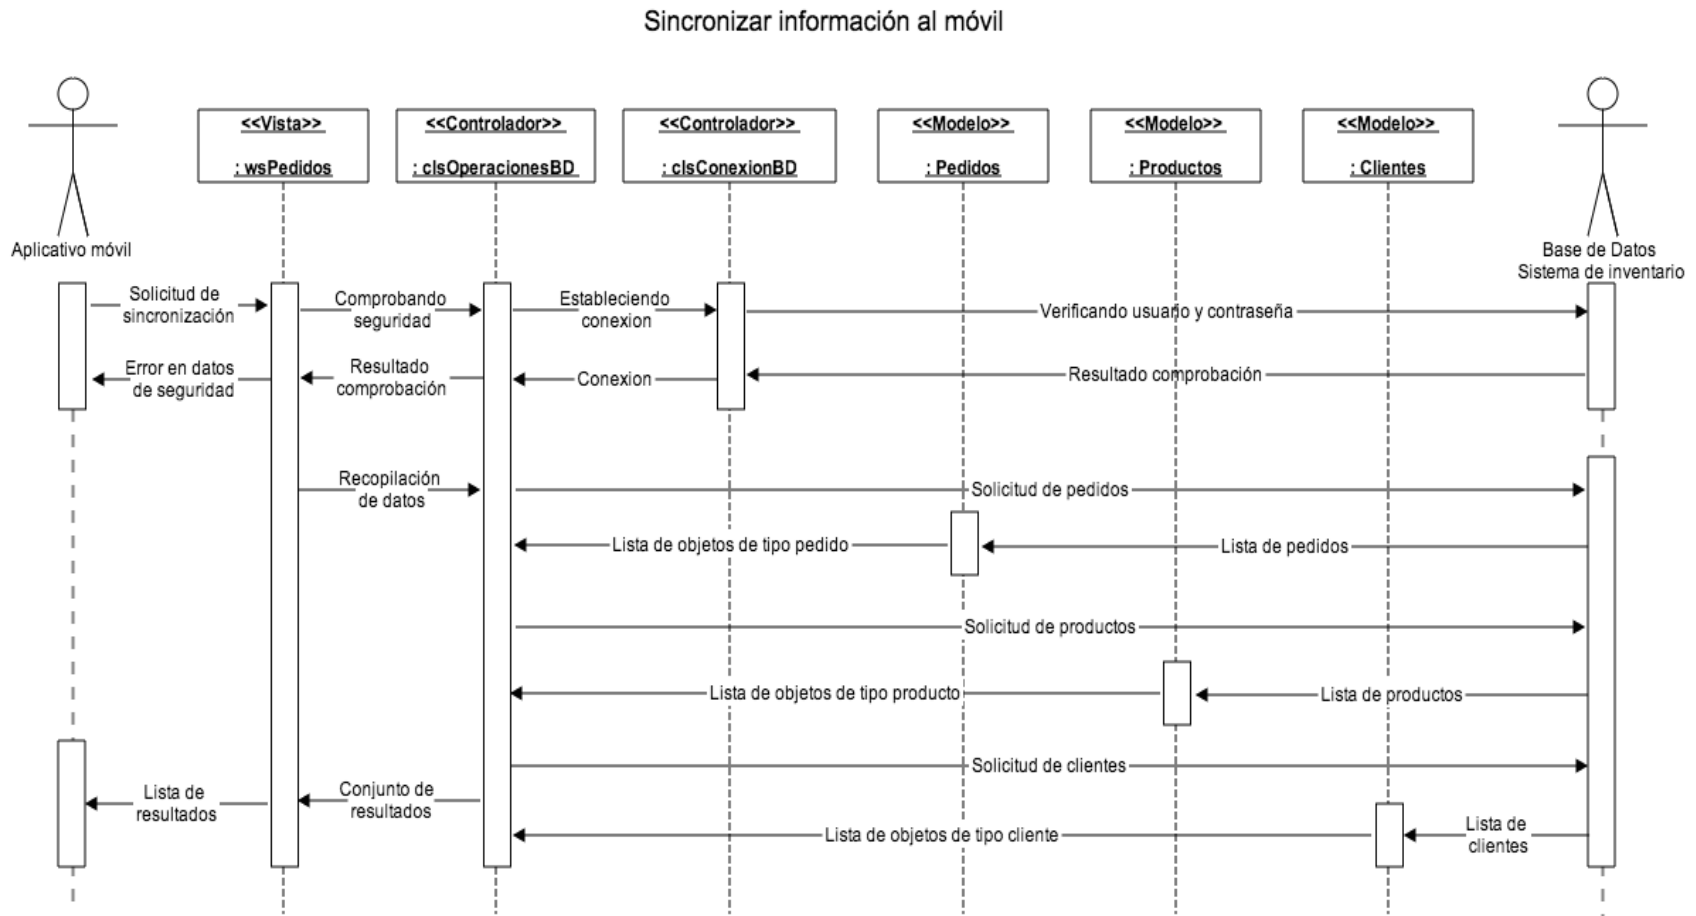 Sincronizar información al móvil
<<Vista>>
: wsPedidos
<<Controlador>>
: clsOperacionesBD
<<Controlador>>
: clsConexionBD
<<Modelo>>
: Pedidos
<<Modelo>>
: Productos
<<Modelo>>
: Clientes
Aplicativo móvil
Base de Datos
Sistema de inventario
Solicitud de
sincronización
Comprobando
seguridad
Estableciendo
conexion
Verificando usuario y contraseña
Error en datos
de seguridad
Resultado
comprobación
Conexion
Resultado comprobación
Recopilación
de datos
Solicitud de pedidos
Lista de objetos de tipo pedido
Lista de pedidos
Solicitud de productos
Lista de objetos de tipo producto
Lista de productos
Solicitud de clientes
Lista de
resultados
Conjunto de
resultados
Lista de objetos de tipo cliente
Lista de
clientes